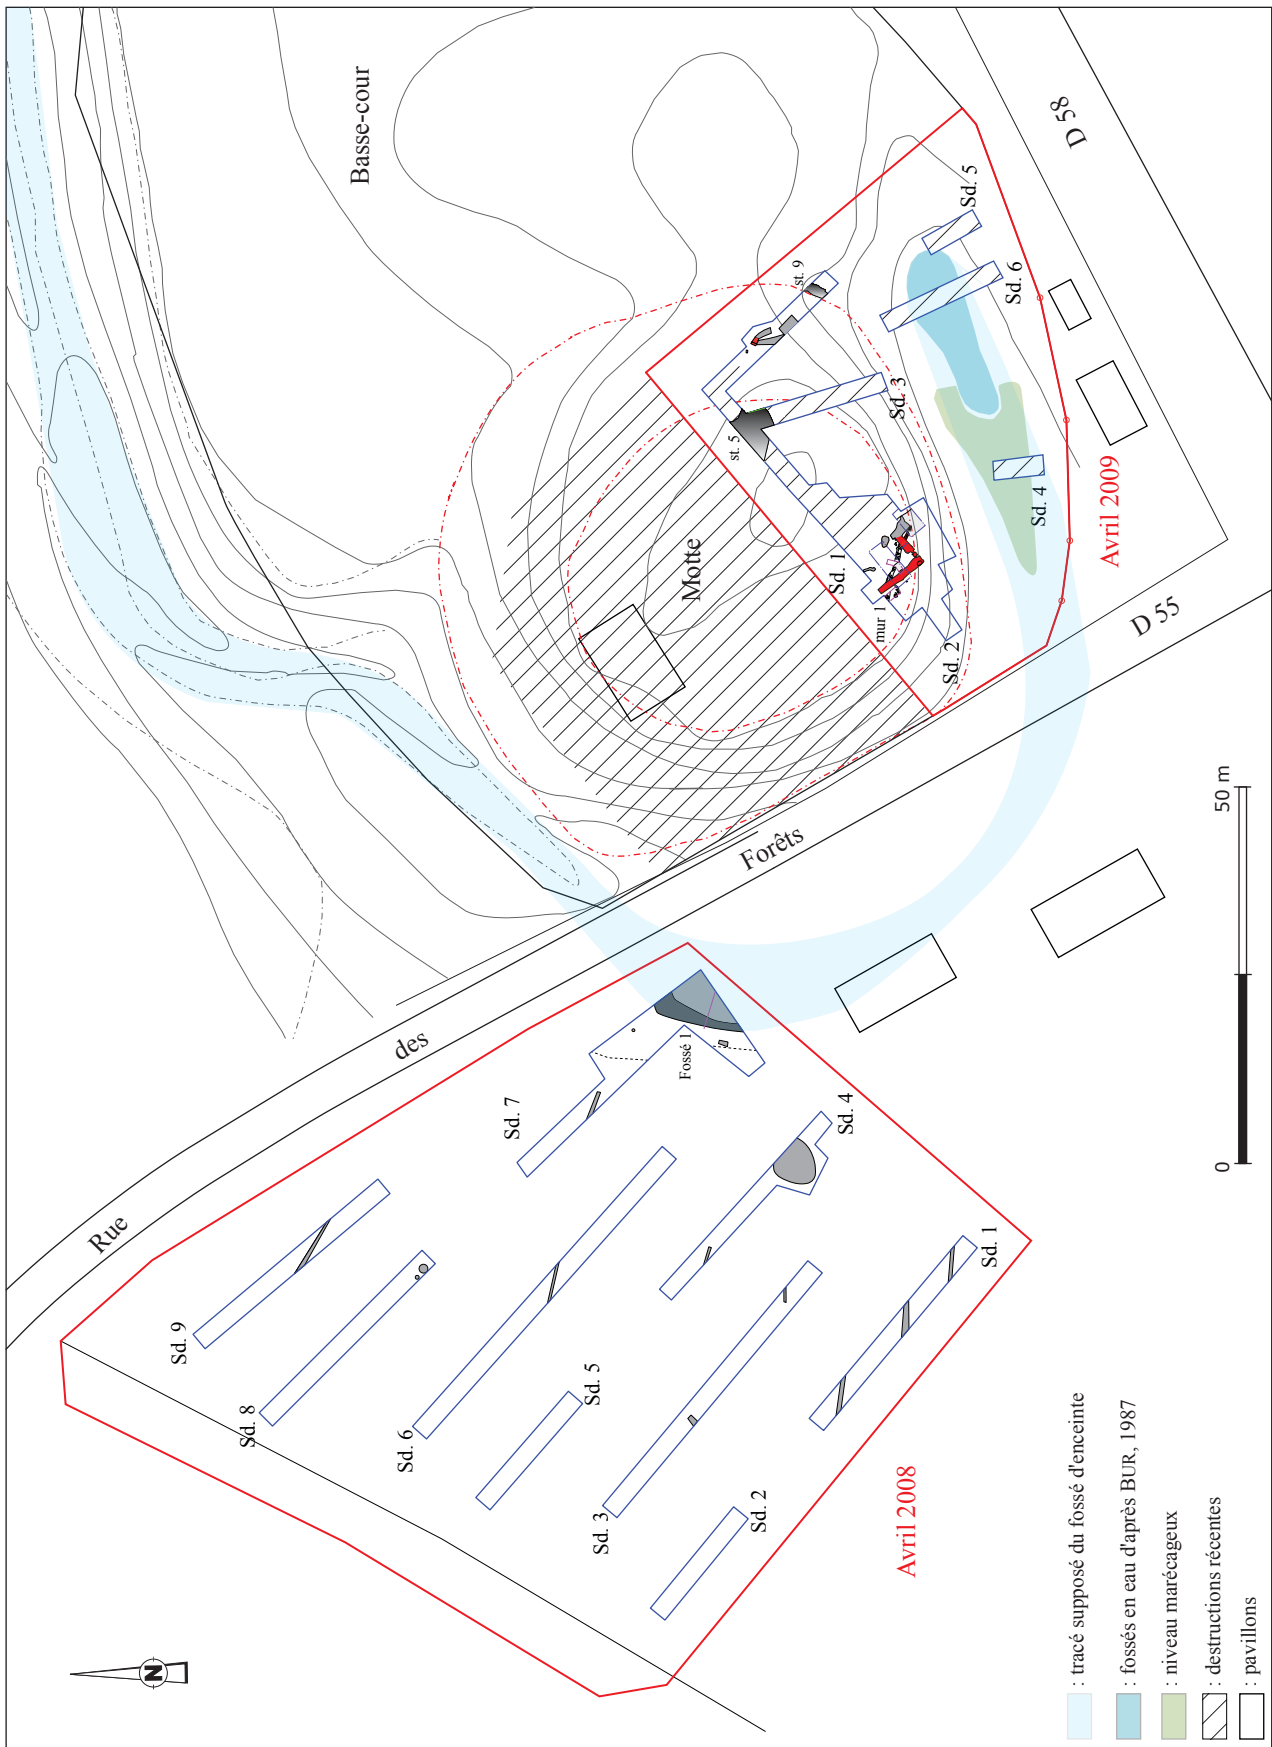 Basse-cour
D 58
Sd. 5
Sd. 6
st. 9
Sd. 3
st. 5
Sd. 4
Avril 2009
Motte
Sd. 1
mur 1
Sd. 2
D 55
Rue
des
Forêts
Fossé 1
Sd. 7
Sd. 4
Sd. 1
Sd. 9
Sd. 8
Sd. 6
Sd. 5
Sd. 3
Sd. 2
Avril 2008
N
0
50 m
: tracé supposé du fossé d'enceinte
: fossés en eau d'après BUR, 1987
: niveau marécageux
: destructions récentes
: pavillons